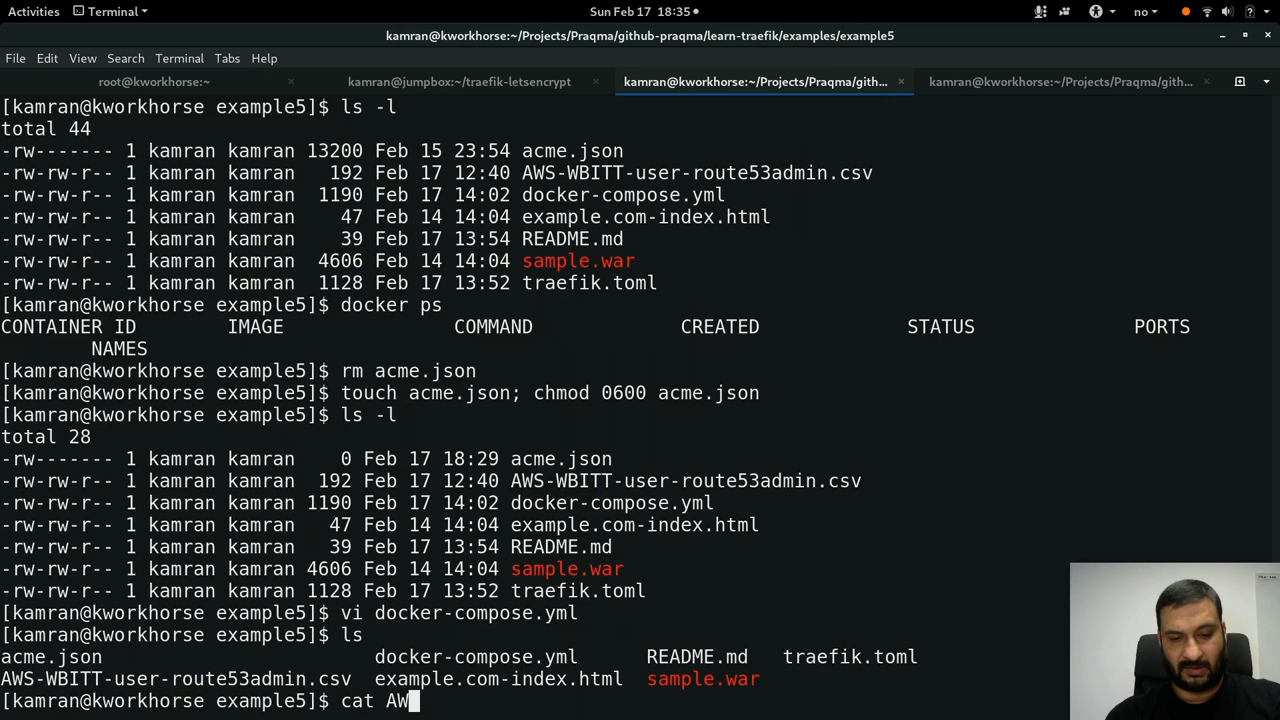 Activities Terminal Sun Feb 17 18:35 no
kamran@kworkhorse:~/Projects/Praqma/github-praqma/learn-traefik/examples/example5
File Edit View Search Terminal Tabs Help
root@kworkhorse:~ kamran@jumpbox:~/traefik-letsencrypt kamran@kworkhorse:~/Projects/Praqma/gith... kamran@kworkhorse:~/Projects/Praqma/gith...
[kamran@kworkhorse example5]$ ls -l
total 44
-rw------- 1 kamran kamran 13200 Feb 15 23:54 acme.json
-rw-rw-r-- 1 kamran kamran   192 Feb 17 12:40 AWS-WBITT-user-route53admin.csv
-rw-rw-r-- 1 kamran kamran  1190 Feb 17 14:02 docker-compose.yml
-rw-rw-r-- 1 kamran kamran    47 Feb 14 14:04 example.com-index.html
-rw-rw-r-- 1 kamran kamran    39 Feb 17 13:54 README.md
-rw-rw-r-- 1 kamran kamran  4606 Feb 14 14:04 sample.war
-rw-rw-r-- 1 kamran kamran  1128 Feb 17 13:52 traefik.toml
[kamran@kworkhorse example5]$ docker ps
CONTAINER ID        IMAGE               COMMAND             CREATED             STATUS              PORTS
        NAMES
[kamran@kworkhorse example5]$ rm acme.json
[kamran@kworkhorse example5]$ touch acme.json; chmod 0600 acme.json
[kamran@kworkhorse example5]$ ls -l
total 28
-rw------- 1 kamran kamran    0 Feb 17 18:29 acme.json
-rw-rw-r-- 1 kamran kamran  192 Feb 17 12:40 AWS-WBITT-user-route53admin.csv
-rw-rw-r-- 1 kamran kamran 1190 Feb 17 14:02 docker-compose.yml
-rw-rw-r-- 1 kamran kamran   47 Feb 14 14:04 example.com-index.html
-rw-rw-r-- 1 kamran kamran   39 Feb 17 13:54 README.md
-rw-rw-r-- 1 kamran kamran 4606 Feb 14 14:04 sample.war
-rw-rw-r-- 1 kamran kamran 1128 Feb 17 13:52 traefik.toml
[kamran@kworkhorse example5]$ vi docker-compose.yml
[kamran@kworkhorse example5]$ ls
acme.json                        docker-compose.yml      README.md   traefik.toml
AWS-WBITT-user-route53admin.csv  example.com-index.html  sample.war
[kamran@kworkhorse example5]$ cat AW